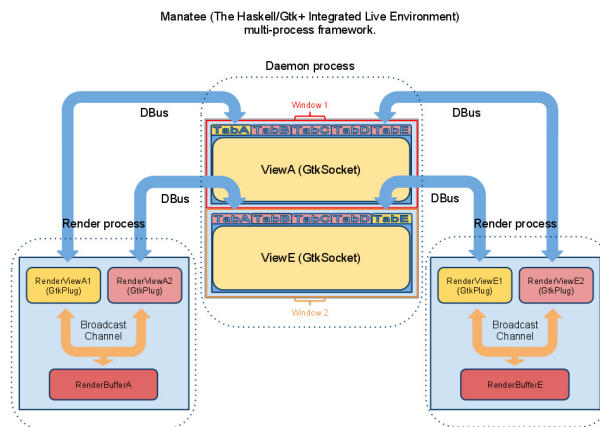 Manatee (The Haskell/Gtk+ Integrated Live Environment)
multi-process framework.
Daemon process
Window 1
DBus
DBus
TabA TabB TabC TabD TabE
ViewA (GtkSocket)
DBus
DBus
TabA TabB TabC TabD TabE
Render process
Render process
ViewE (GtkSocket)
RenderViewA1
(GtkPlug)
RenderViewA2
(GtkPlug)
RenderViewE1
(GtkPlug)
RenderViewE2
(GtkPlug)
Window 2
Broadcast
Channel
Broadcast
Channel
RenderBufferA
RenderBufferE